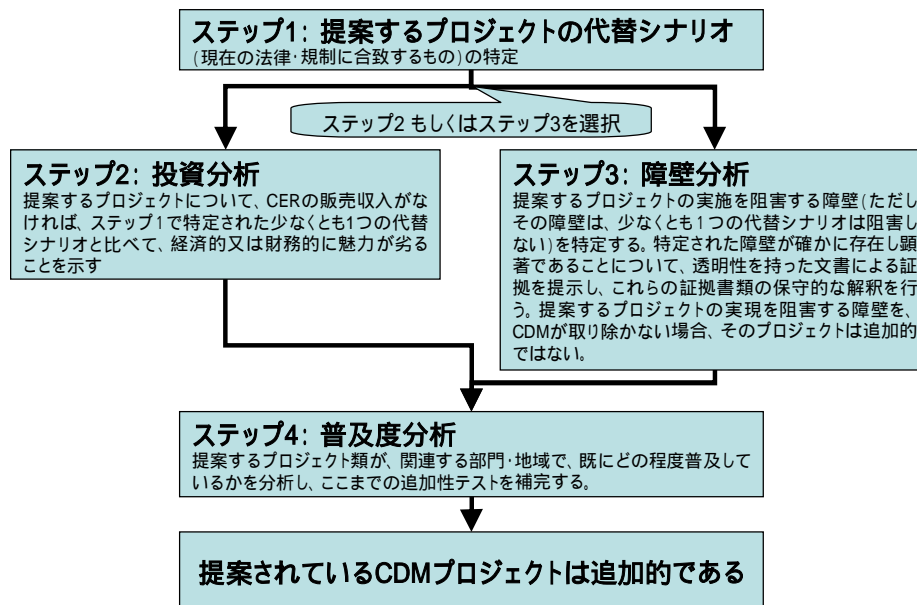 ステップ1: 提案するプロジェクトの代替シナリオ
(現在の法律･規制に合致するもの)の特定
ステップ2 もしくはステップ3を選択
ステップ2: 投資分析
提案するプロジェクトについて、CERの販売収入がな
ければ、ステップ1で特定された少なくとも1つの代替
シナリオと比べて、経済的又は財務的に魅力が劣る
ことを示す
ステップ3: 障壁分析
提案するプロジェクトの実施を阻害する障壁(ただし
その障壁は、少なくとも1つの代替シナリオは阻害し
ない)を特定する。特定された障壁が確かに存在し顕
著であることについて、透明性を持った文書による証
拠を提示し、これらの証拠書類の保守的な解釈を行
う。提案するプロジェクトの実現を阻害する障壁を、
CDMが取り除かない場合、そのプロジェクトは追加的
ではない。
ステップ4: 普及度分析
提案するプロジェクト類が、関連する部門･地域で、既にどの程度普及して
いるかを分析し、ここまでの追加性テストを補完する。
提案されているCDMプロジェクトは追加的である